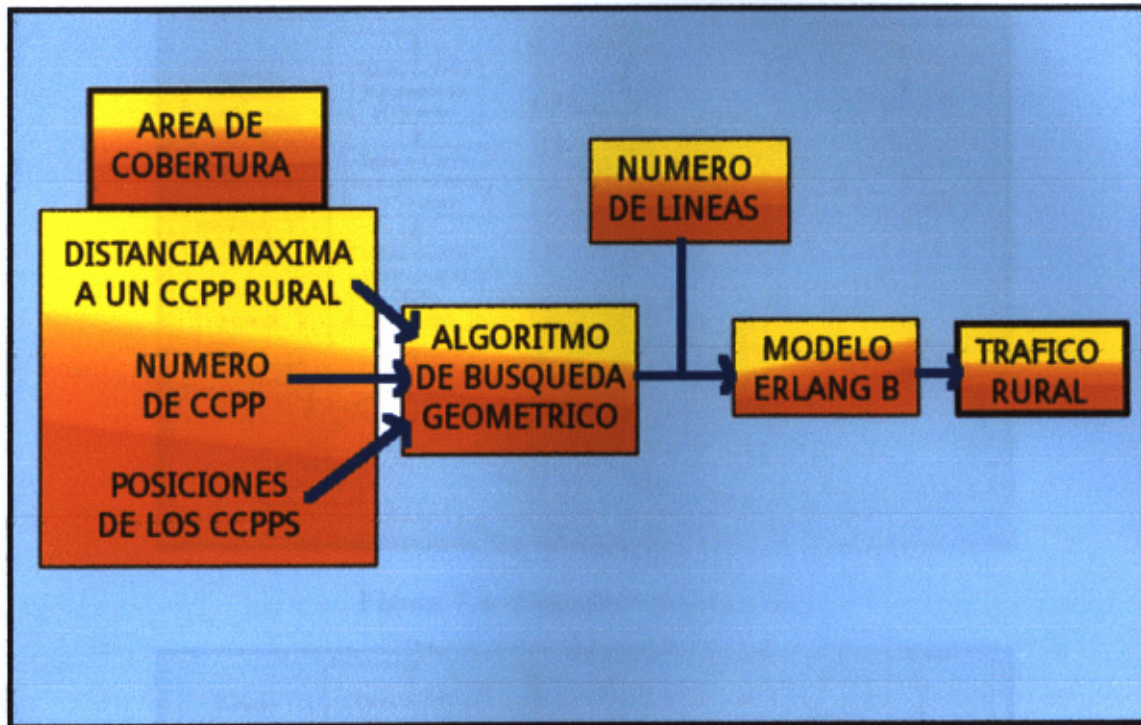 AREA DE
COBERTURA
DISTANCIA MAXIMA
A UN CCPP RURAL
NUMERO
DE CCPP
POSICIONES
DE LOS CCPPS
ALGORITMO
DE BUSQUEDA
GEOMETRICO
NUMERO
DE LINEAS
MODELO
ERLANG B
TRAFICO
RURAL